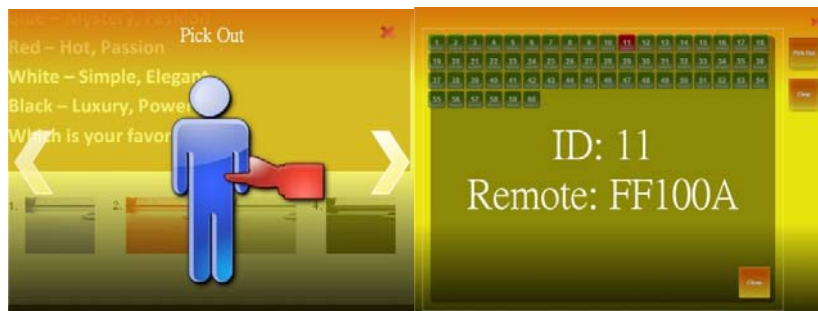 Blue – Mystery, Fashion
Pick Out
Red – Hot, Passion
White – Simple, Elegant
Black – Luxury, Power
Which is your favor
1. 2. 4.
1 2 3 4 5 6 7 8 9 10 11 12 13 14 15 16 17 18
19 20 21 22 23 24 25 26 27 28 29 30 31 32 33 34 35 36
37 38 39 40 41 42 43 44 45 46 47 48 49 50 51 52 53 54
55 56 57 58 59 60
ID: 11
Remote: FF100A
Pick Out